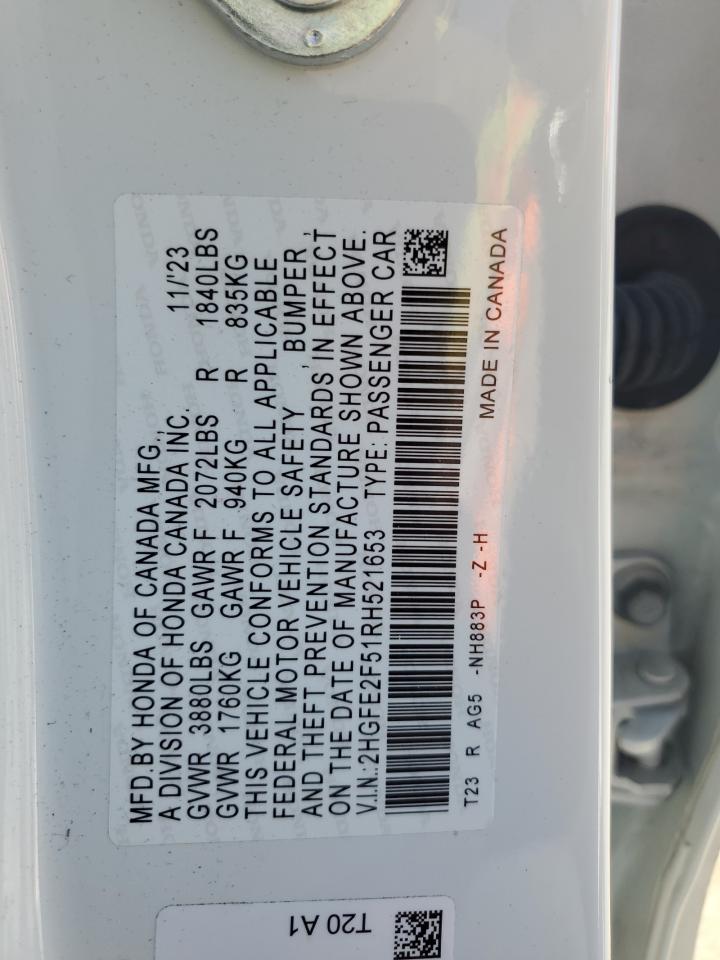 MFD. BY HONDA OF CANADA MFG., 11/'23
A DIVISION OF HONDA CANADA INC.
GVWR 3880LBS GAWR F 2072LBS R 1840LBS
GVWR 1760KG GAWR F 940KG R 835KG
THIS VEHICLE CONFORMS TO ALL APPLICABLE
FEDERAL MOTOR VEHICLE SAFETY , BUMPER ,
AND THEFT PREVENTION STANDARDS IN EFFECT
ON THE DATE OF MANUFACTURE SHOWN ABOVE.
V.I.N.:2HGFE2F51RH521653 TYPE: PASSENGER CAR
T23 R AG5 -NH883P -Z -H MADE IN CANADA
T20 A1